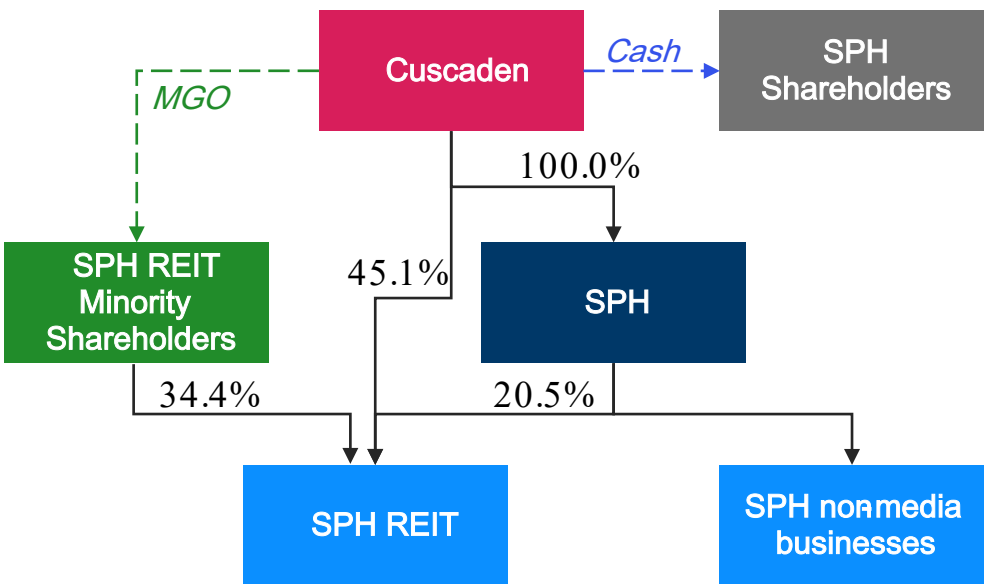 Cuscaden
Cash
SPH
Shareholders
MGO
100.0%
SPH REIT
Minority
Shareholders
45.1%
SPH
34.4%
20.5%
SPH REIT
SPH non-media
businesses